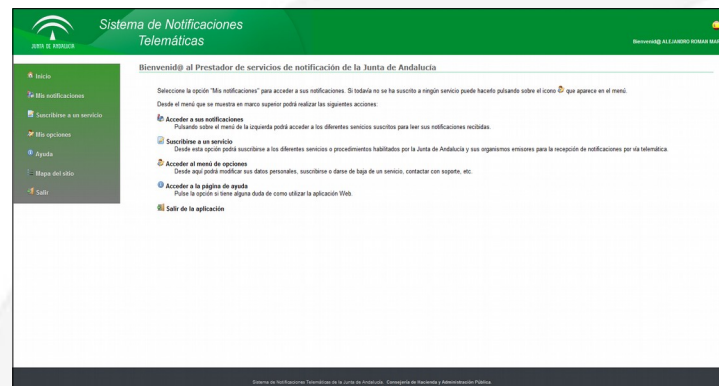 Sistema de Notificaciones
Telemáticas
JUNTA DE ANDALUCIA
Bienvenid@ ALEJANDRO ROMAN MAR
Inicio
Mis notificaciones
Suscribirse a un servicio
Mis opciones
Ayuda
Mapa del sitio
Salir
Bienvenid@ al Prestador de servicios de notificación de la Junta de Andalucía
Seleccione la opción "Mis notificaciones" para acceder a sus notificaciones. Si todavía no se ha suscrito a ningún servicio puede hacerlo pulsando sobre el icono que aparece en el menú.
Desde el menú que se muestra en marco superior podrá realizar las siguientes acciones:
Acceder a sus notificaciones
Pulsando sobre el menú de la izquierda podrá acceder a los diferentes servicios suscritos para leer sus notificaciones recibidas.
Suscribirse a un servicio
Desde esta opción podrá suscribirse a los diferentes servicios o procedimientos habilitados por la Junta de Andalucía y sus organismos emisores para la recepción de notificaciones por vía telemática.
Acceder al menú de opciones
Desde aquí podrá modificar sus datos personales, suscribirse o darse de baja de un servicio, contactar con soporte, etc.
Acceder a la página de ayuda
Pulse la opción si tiene alguna duda de como utilizar la aplicación Web.
Salir de la aplicación
Sistema de Notificaciones Telemáticas de la Junta de Andalucía. Consejería de Hacienda y Administración Pública